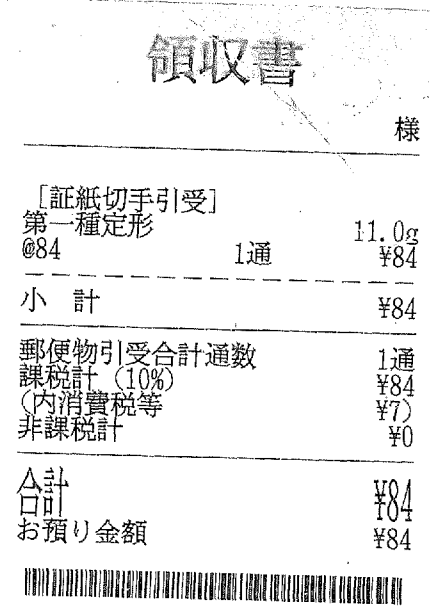 領収書
様
[証紙切手引受]
第一種定形 11.0g
@84 1通 ¥84
小 計 ¥84
郵便物引受合計通数 1通
課税計 (10%) ¥84
(内消費税等 ¥7)
非課税計 ¥0
合計 ¥84
お預り金額 ¥84